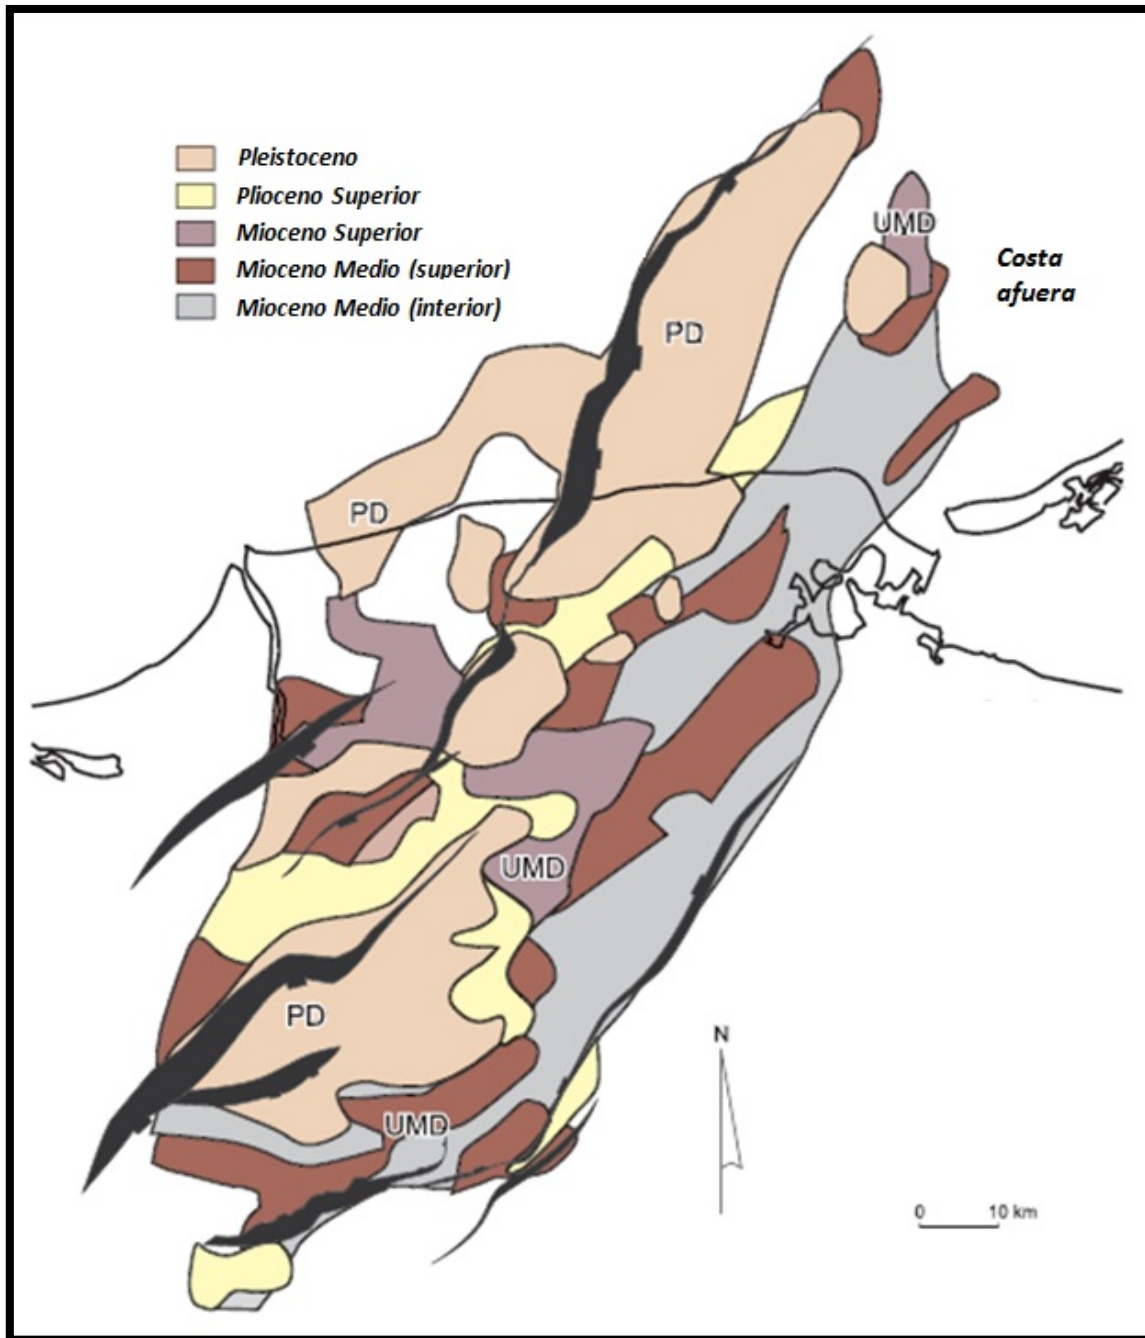 Pleistoceno
Plioceno Superior
Mioceno Superior
Mioceno Medio (superior)
Mioceno Medio (interior)
UMD
Costa
afuera
PD
PD
UMD
PD
N
UMD
0 10 km